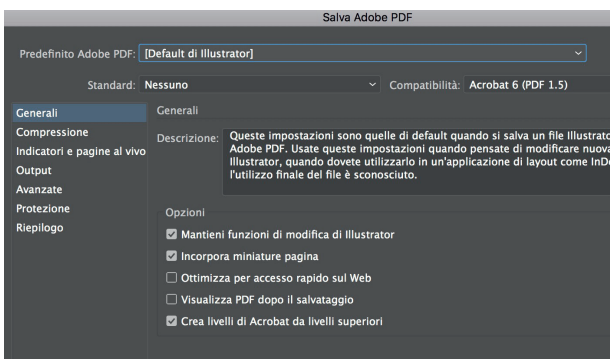 Salva Adobe PDF
Predefinito Adobe PDF: [Default di Illustrator]
Standard: Nessuno Compatibilità: Acrobat 6 (PDF 1.5)
Generali
Compressione
Indicatori e pagine al vivo
Output
Avanzate
Protezione
Riepilogo
Generali
Descrizione: Queste impostazioni sono quelle di default quando si salva un file Illustrato
Adobe PDF. Usate queste impostazioni quando pensate di modificare nuova
Illustrator, quando dovete utilizzarlo in un'applicazione di layout come InDe
l'utilizzo finale del file è sconosciuto.
Opzioni
Mantieni funzioni di modifica di Illustrator
Incorpora miniature pagina
Ottimizza per accesso rapido sul Web
Visualizza PDF dopo il salvataggio
Crea livelli di Acrobat da livelli superiori